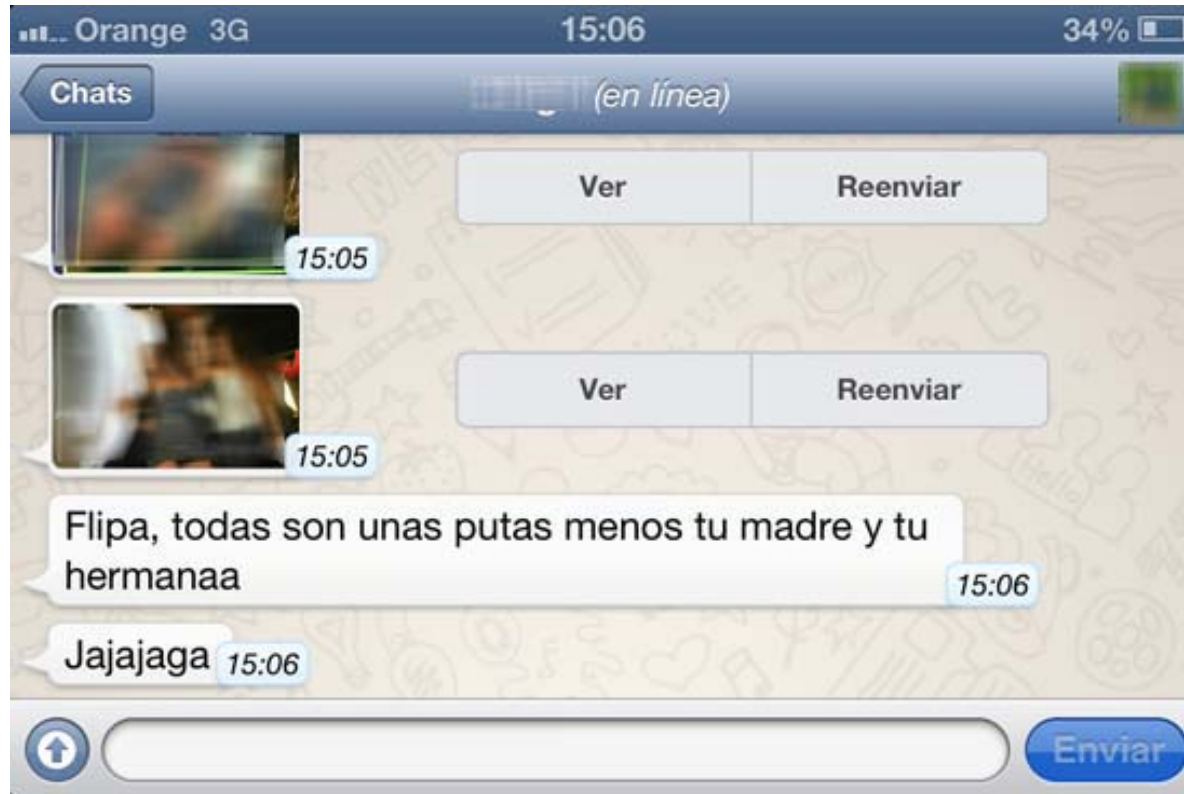 Orange 3G 15:06 34%
Chats (en línea)
Ver Reenviar
15:05
Ver Reenviar
15:05
Flipa, todas son unas putas menos tu madre y tu
hermanaa 15:06
Jajajaga 15:06
Enviar